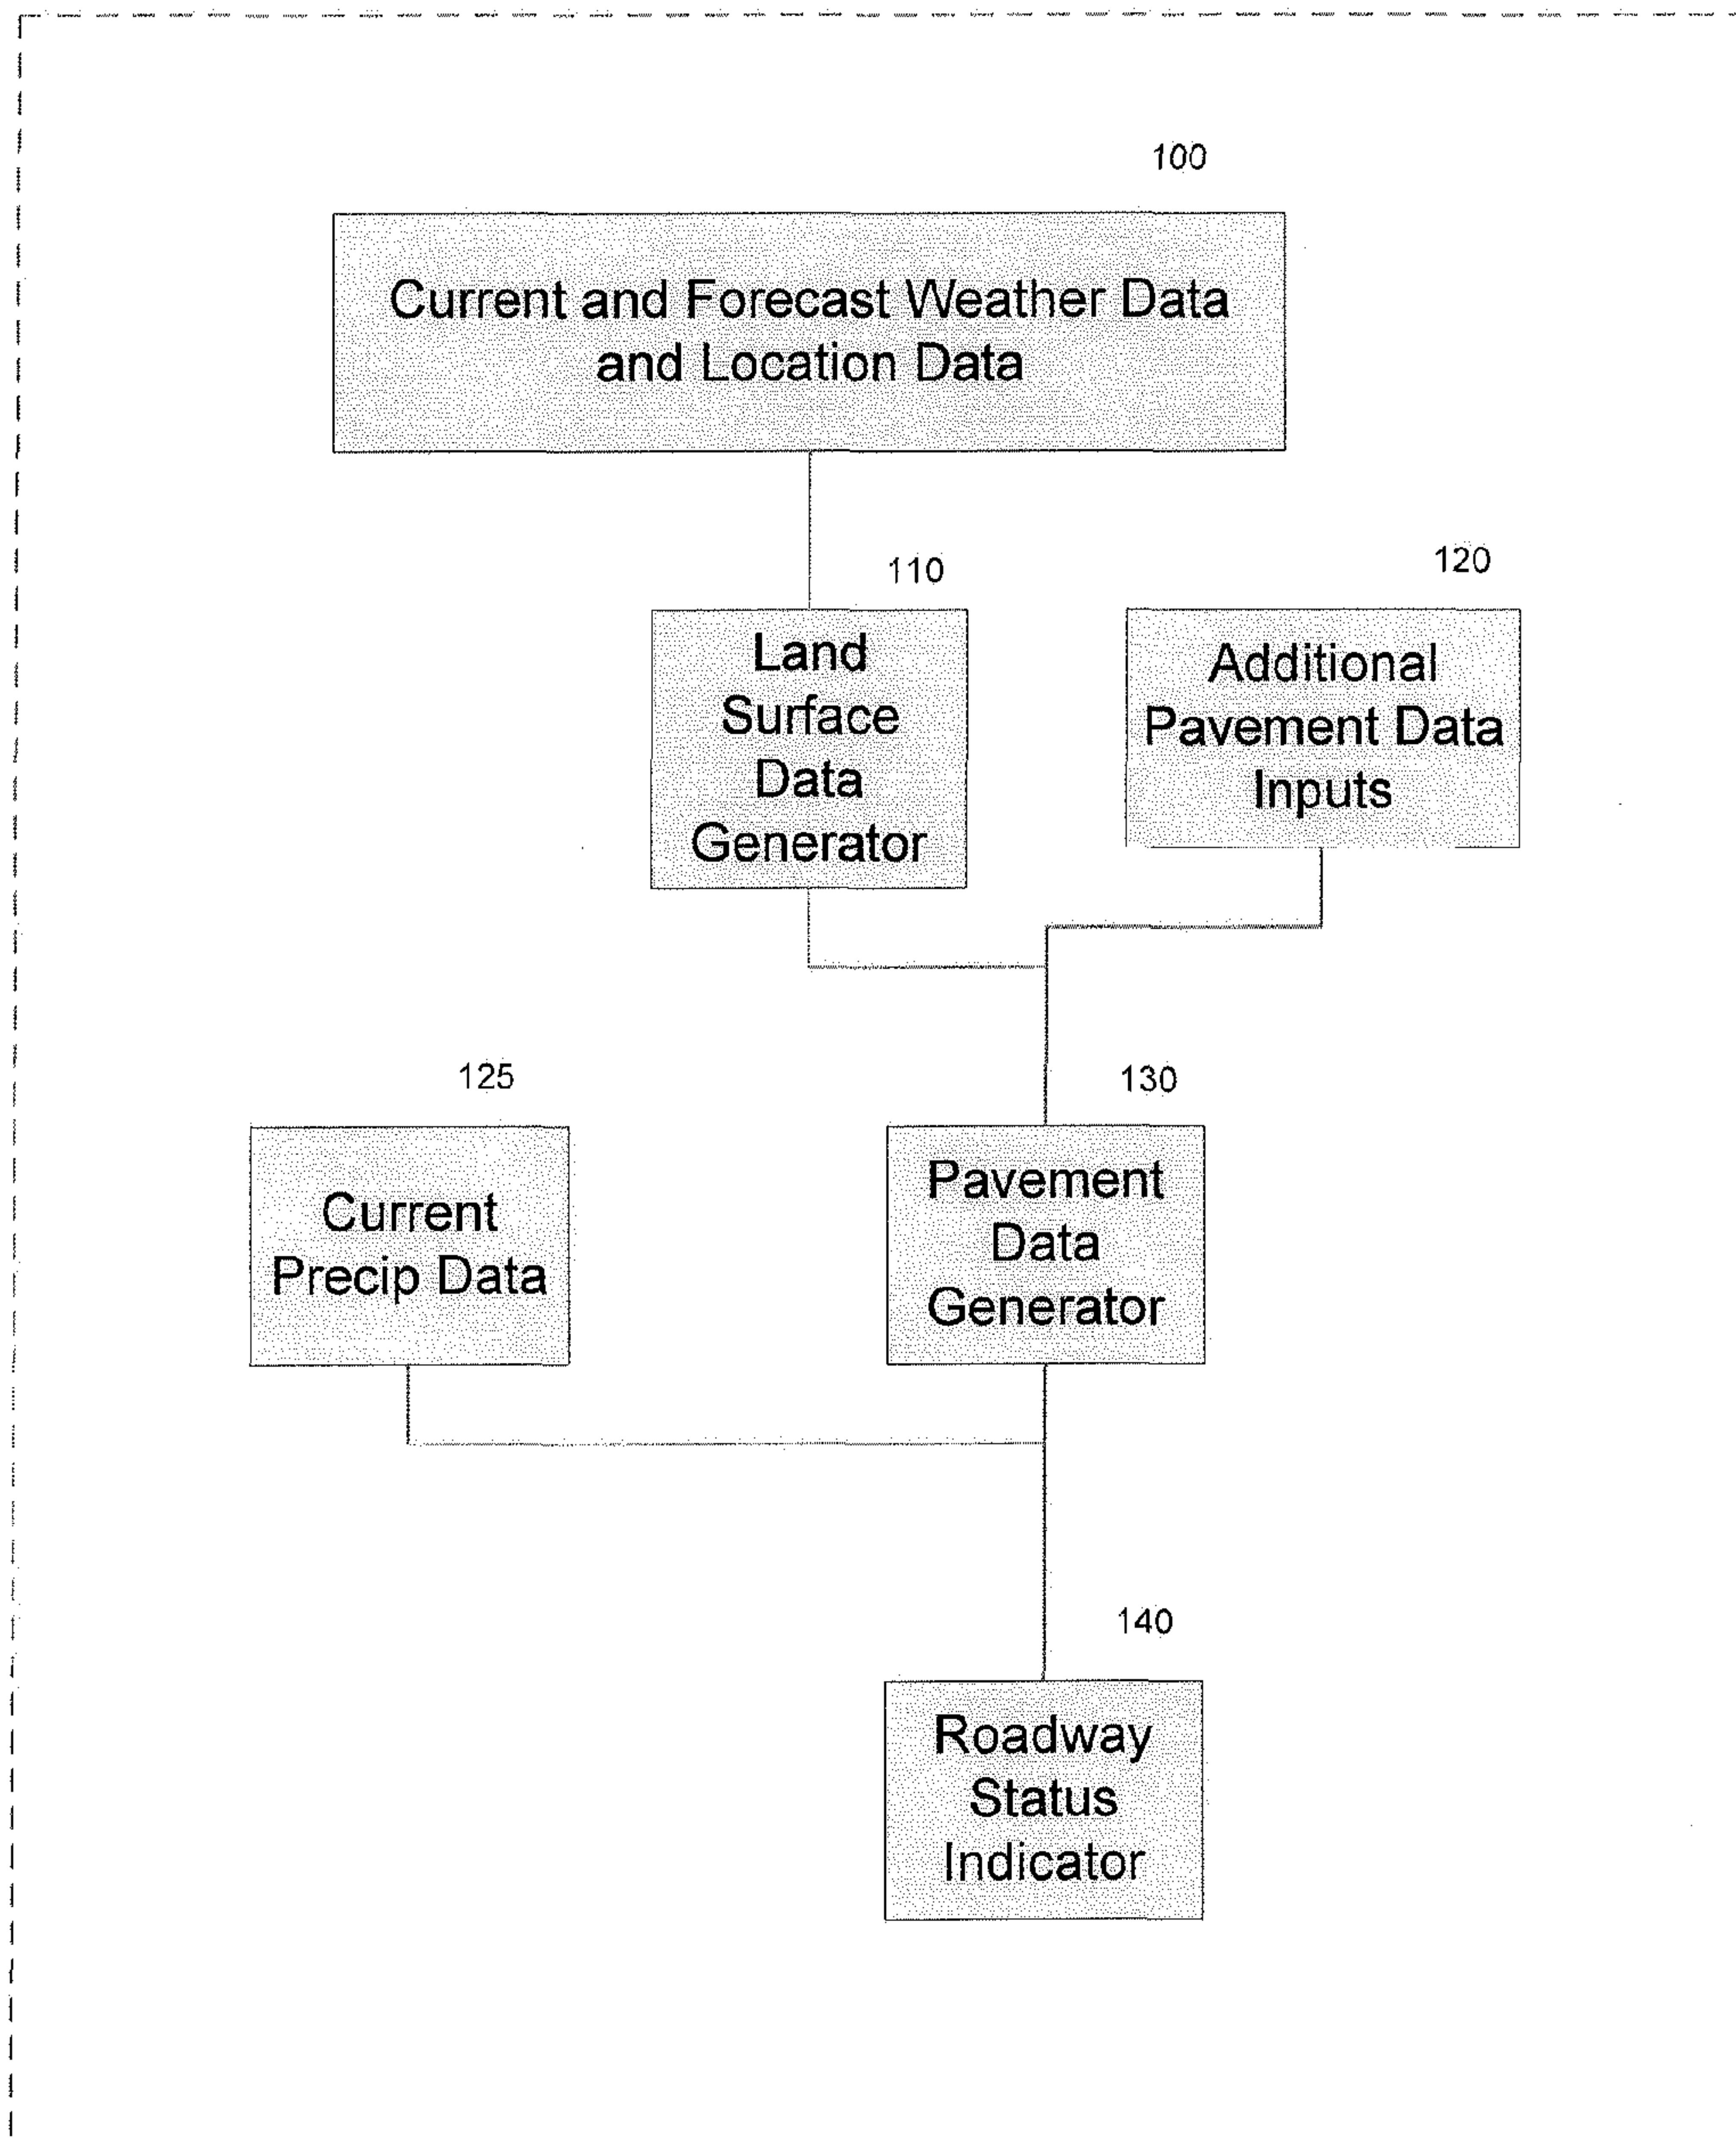 100
Current and Forecast Weather Data
and Location Data
110
Land
Surface
Data
Generator
120
Additional
Pavement Data
Inputs
125
Current
Precip Data
130
Pavement
Data
Generator
140
Roadway
Status
Indicator